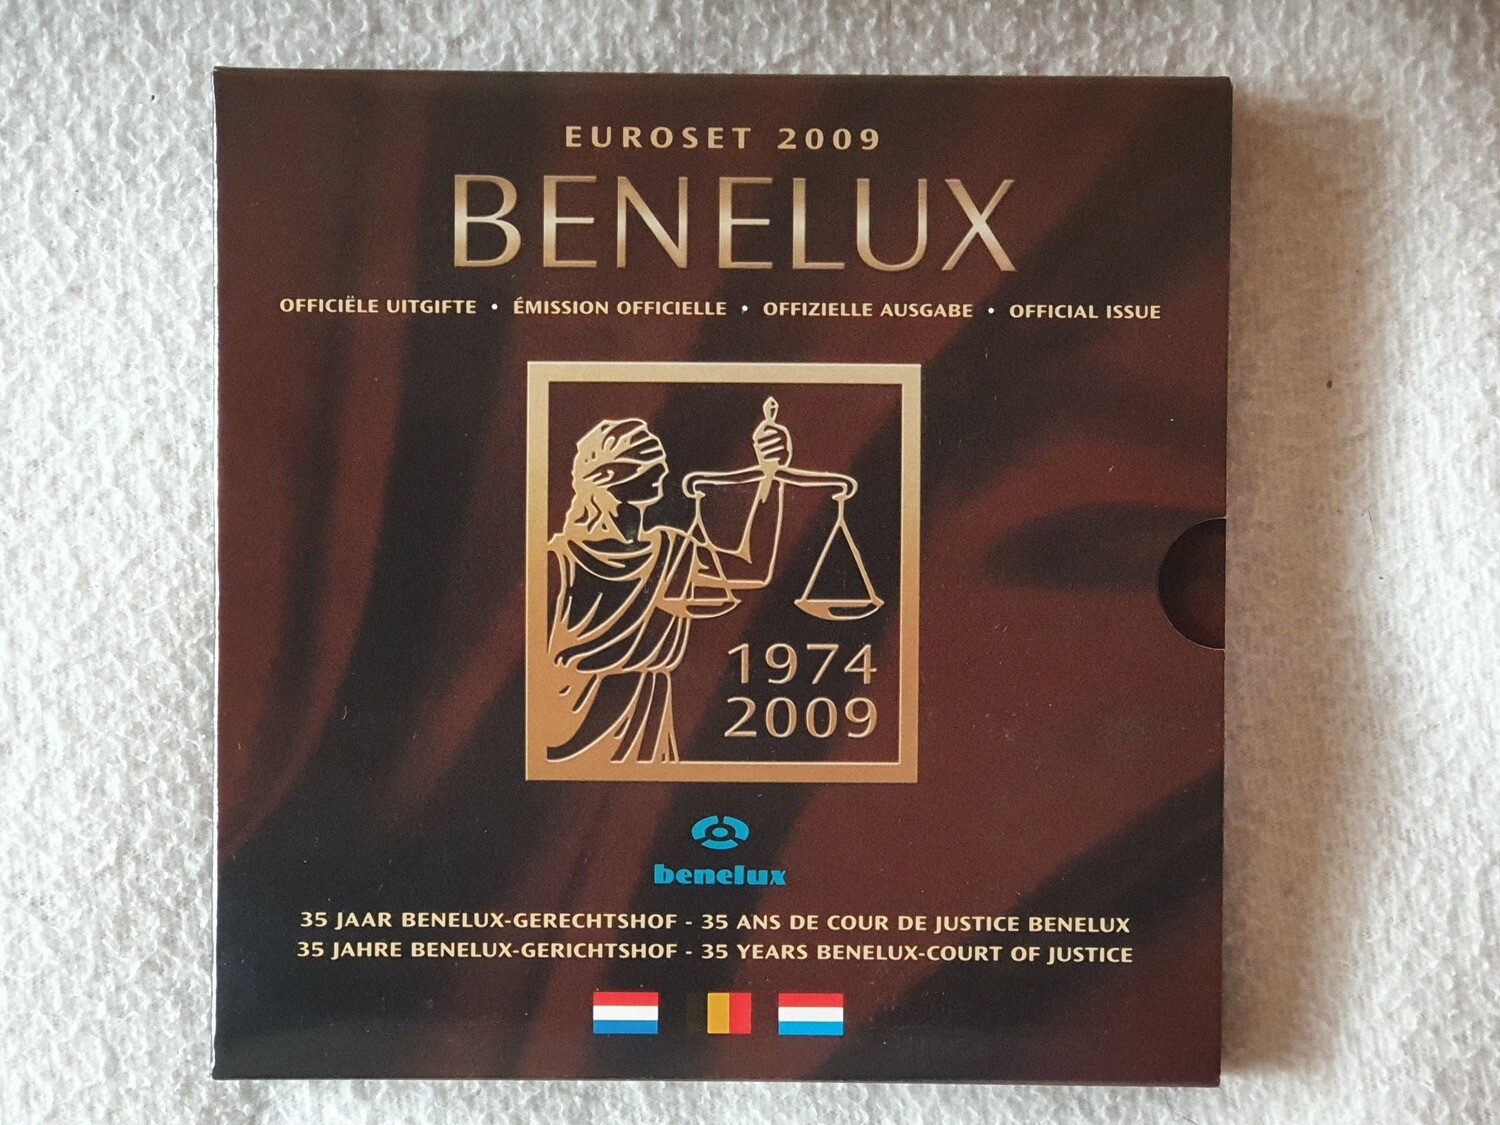 EUROSET 2009
BENELUX
OFFICIËLE UITGIFTE • ÉMISSION OFFICIELLE • OFFIZIELLE AUSGABE • OFFICIAL ISSUE
1974
2009
benelux
35 JAAR BENELUX-GERECHTSHOF - 35 ANS DE COUR DE JUSTICE BENELUX
35 JAHRE BENELUX-GERICHTSHOF - 35 YEARS BENELUX-COURT OF JUSTICE